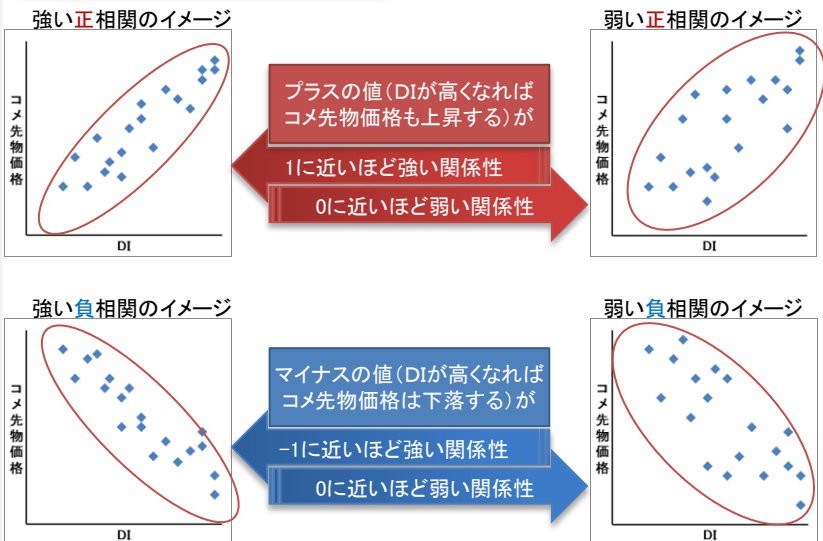 強い正相関のイメージ
弱い正相関のイメージ
コメ先物価格
DI
プラスの値(DIが高くなれば
コメ先物価格も上昇する)が
1に近いほど強い関係性
0に近いほど弱い関係性
コメ先物価格
DI
強い負相関のイメージ
弱い負相関のイメージ
コメ先物価格
DI
マイナスの値(DIが高くなれば
コメ先物価格は下落する)が
-1に近いほど強い関係性
0に近いほど弱い関係性
コメ先物価格
DI